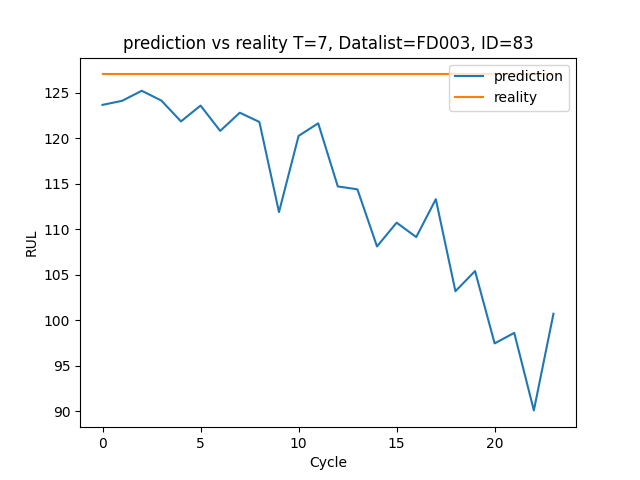 prediction vs reality T=7, Datalist=FD003, ID=83
prediction
reality
125
120
115
110
105
100
95
90
RUL
0 5 10 15 20
Cycle